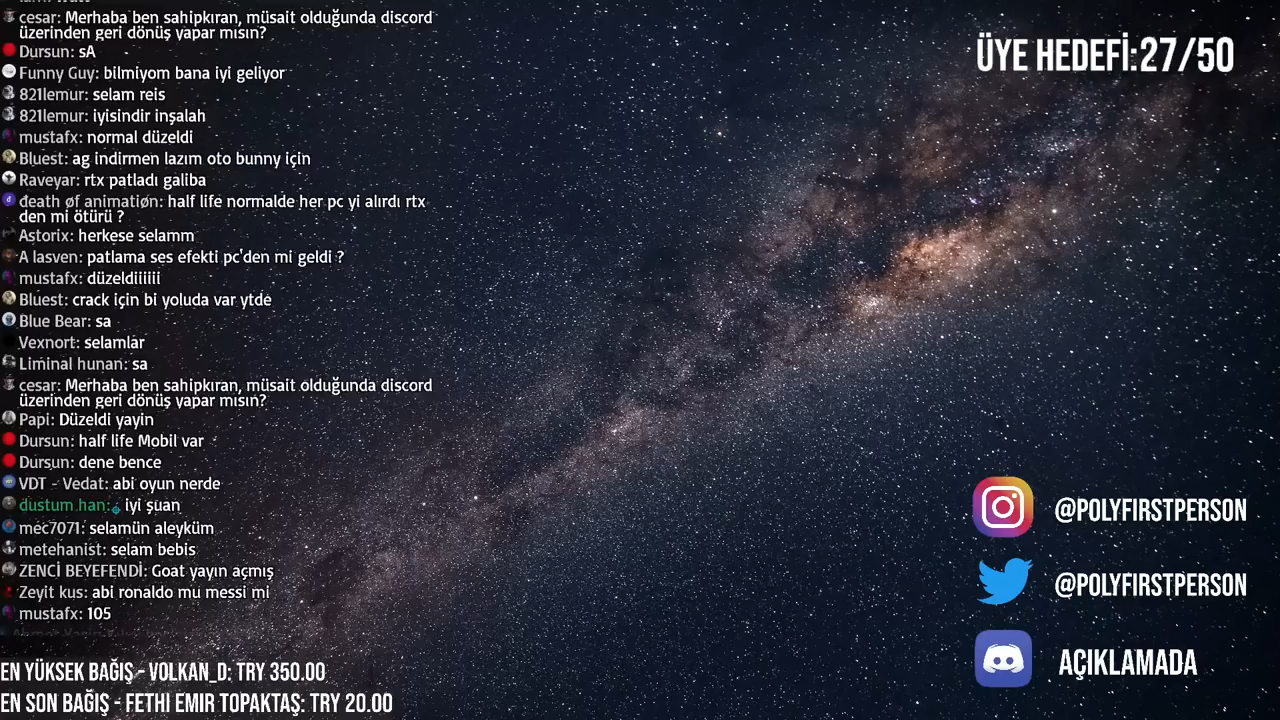 cesar: Merhaba ben sahipkıran, müsait olduğunda discord
üzerinden geri dönüş yapar mısın?
Dursun: sA
Funny Guy: bilmiyom bana iyi geliyor
821lemur: selam reis
821lemur: iyisindir inşalah
mustafx: normal düzeldi
Bluest: ag indirmen lazım oto bunny için
Raveyar: rtx patladı galiba
đeath øf animatiøn: half life normalde her pc yi alırdı rtx
den mi ötürü ?
Astorix: herkese selamm
A lasven: patlama ses efekti pc'den mi geldi ?
mustafx: düzeldiiiiii
Bluest: crack için bi yoluda var ytde
Blue Bear: sa
Vexnort: selamlar
Liminal hunan: sa
cesar: Merhaba ben sahipkıran, müsait olduğunda discord
üzerinden geri dönüş yapar mısın?
Papi: Düzeldi yayin
Dursun: half life Mobil var
Dursun: dene bence
VDT - Vedat: abi oyun nerde
dustum han: iyi şuan
mec7071: selamün aleyküm
metehanist: selam bebis
ZENCİ BEYEFENDİ: Goat yayın açmış
Zeyit kus: abi ronaldo mu messi mi
mustafx: 105
EN YÜKSEK BAĞIŞ - VOLKAN_D: TRY 350.00
EN SON BAĞIŞ - FETHI EMIR TOPAKTAŞ: TRY 20.00
ÜYE HEDEFİ:27/50
@POLYFIRSTPERSON
@POLYFIRSTPERSON
AÇIKLAMADA